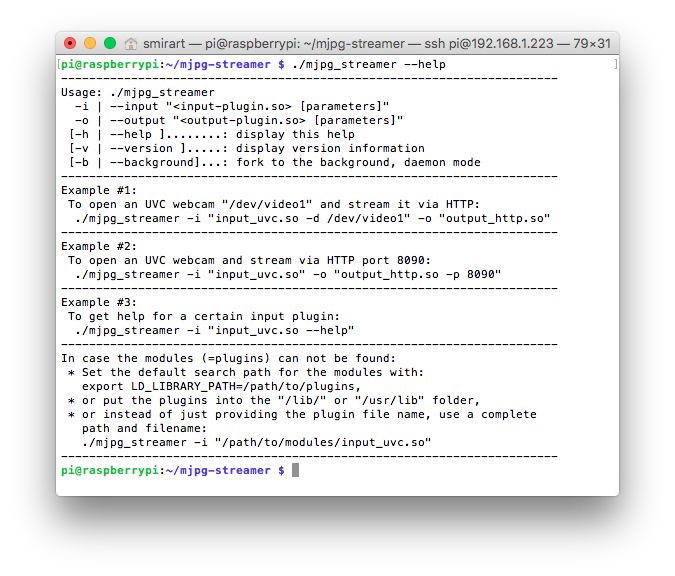 smirart — pi@raspberrypi: ~/mjpg-streamer — ssh pi@192.168.1.223 — 79×31
[pi@raspberrypi:~/mjpg-streamer $ ./mjpg_streamer --help ]
-----------------------------------------------------------------------
Usage: ./mjpg_streamer
  -i | --input "<input-plugin.so> [parameters]"
  -o | --output "<output-plugin.so> [parameters]"
 [-h | --help ]........: display this help
 [-v | --version ].....: display version information
 [-b | --background]...: fork to the background, daemon mode
-----------------------------------------------------------------------
Example #1:
 To open an UVC webcam "/dev/video1" and stream it via HTTP:
  ./mjpg_streamer -i "input_uvc.so -d /dev/video1" -o "output_http.so"
-----------------------------------------------------------------------
Example #2:
 To open an UVC webcam and stream via HTTP port 8090:
  ./mjpg_streamer -i "input_uvc.so" -o "output_http.so -p 8090"
-----------------------------------------------------------------------
Example #3:
 To get help for a certain input plugin:
  ./mjpg_streamer -i "input_uvc.so --help"
-----------------------------------------------------------------------
In case the modules (=plugins) can not be found:
 * Set the default search path for the modules with:
   export LD_LIBRARY_PATH=/path/to/plugins,
 * or put the plugins into the "/lib/" or "/usr/lib" folder,
 * or instead of just providing the plugin file name, use a complete
   path and filename:
   ./mjpg_streamer -i "/path/to/modules/input_uvc.so"
-----------------------------------------------------------------------
pi@raspberrypi:~/mjpg-streamer $